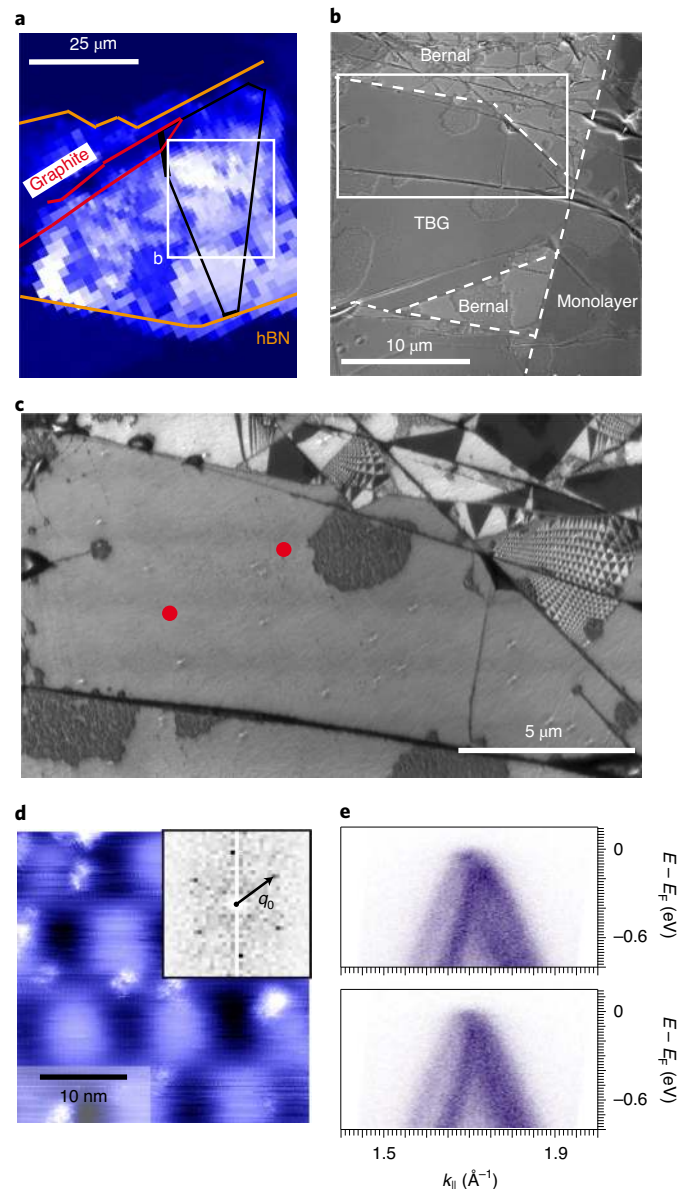 a
25 μm
Graphite
b
hBN
b
Bernal
TBG
Bernal
Monolayer
10 μm
c
5 μm
d
q0
10 nm
e
0
−0.6
E − EF (eV)
0
−0.6
E − EF (eV)
1.5
1.9
k|| (Å−1)